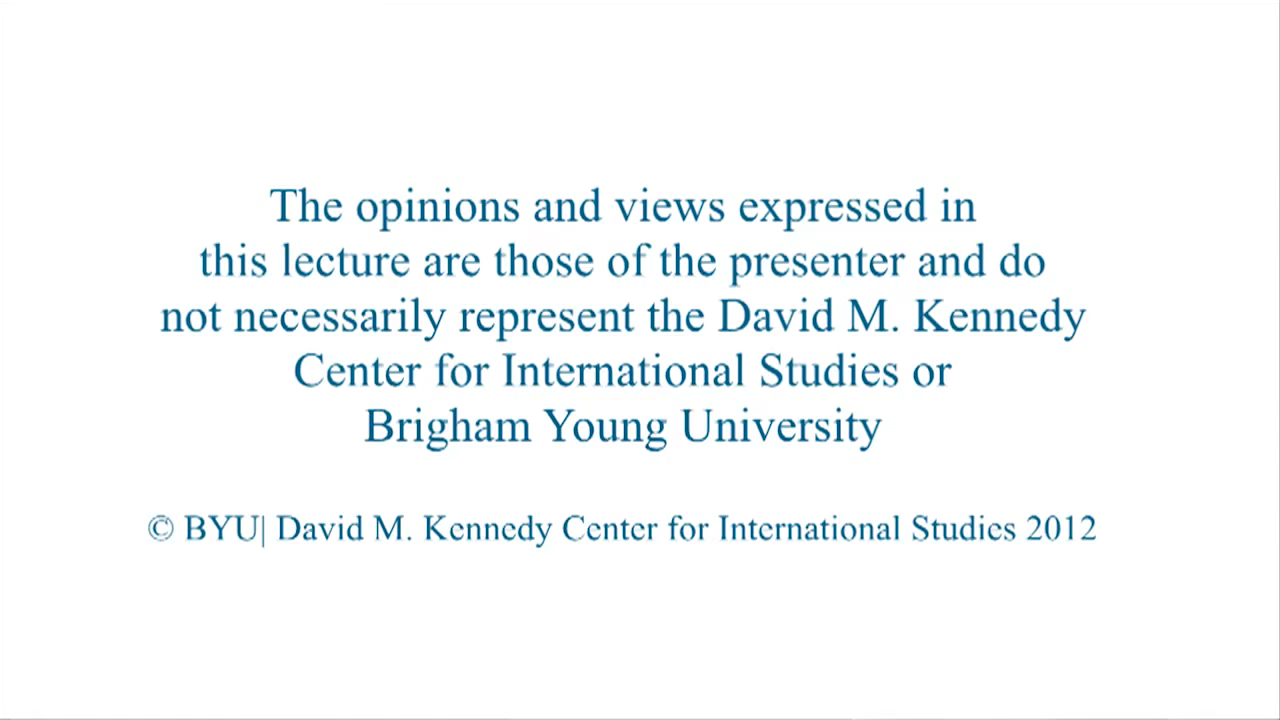 The opinions and views expressed in
this lecture are those of the presenter and do
not necessarily represent the David M. Kennedy
Center for International Studies or
Brigham Young University
© BYU| David M. Kennedy Center for International Studies 2012